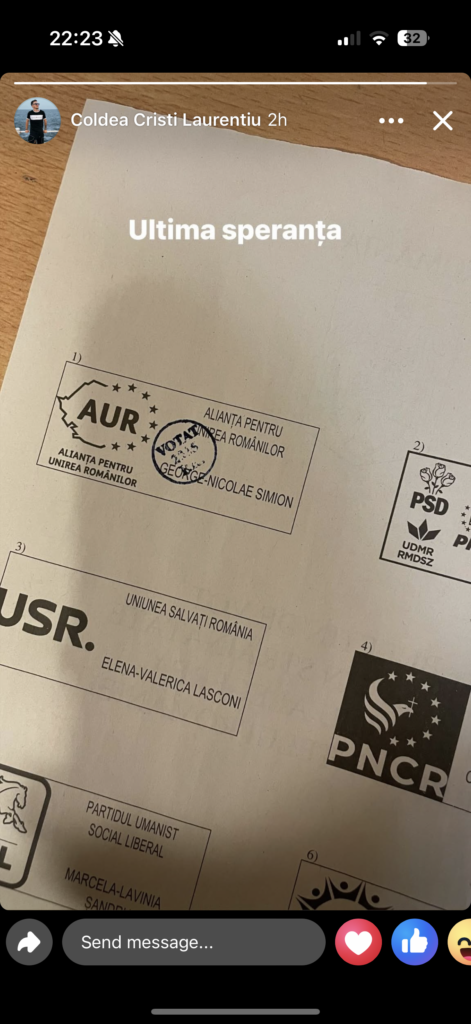 22:23
32
Coldea Cristi Laurentiu 2h
Ultima speranța
1)
AUR
ALIANȚA PENTRU
UNIREA ROMÂNILOR
ALIANȚA PENTRU
UNIREA ROMÂNILOR
GEORGE-NICOLAE SIMION
VOTAT
2)
PSD
UDMR
RMDSZ
3)
USR.
UNIUNEA SALVAȚI ROMÂNIA
ELENA-VALERICA LASCONI
4)
PNCR
PARTIDUL UMANIST
SOCIAL LIBERAL
MARCELA-LAVINIA
6)
Send message...